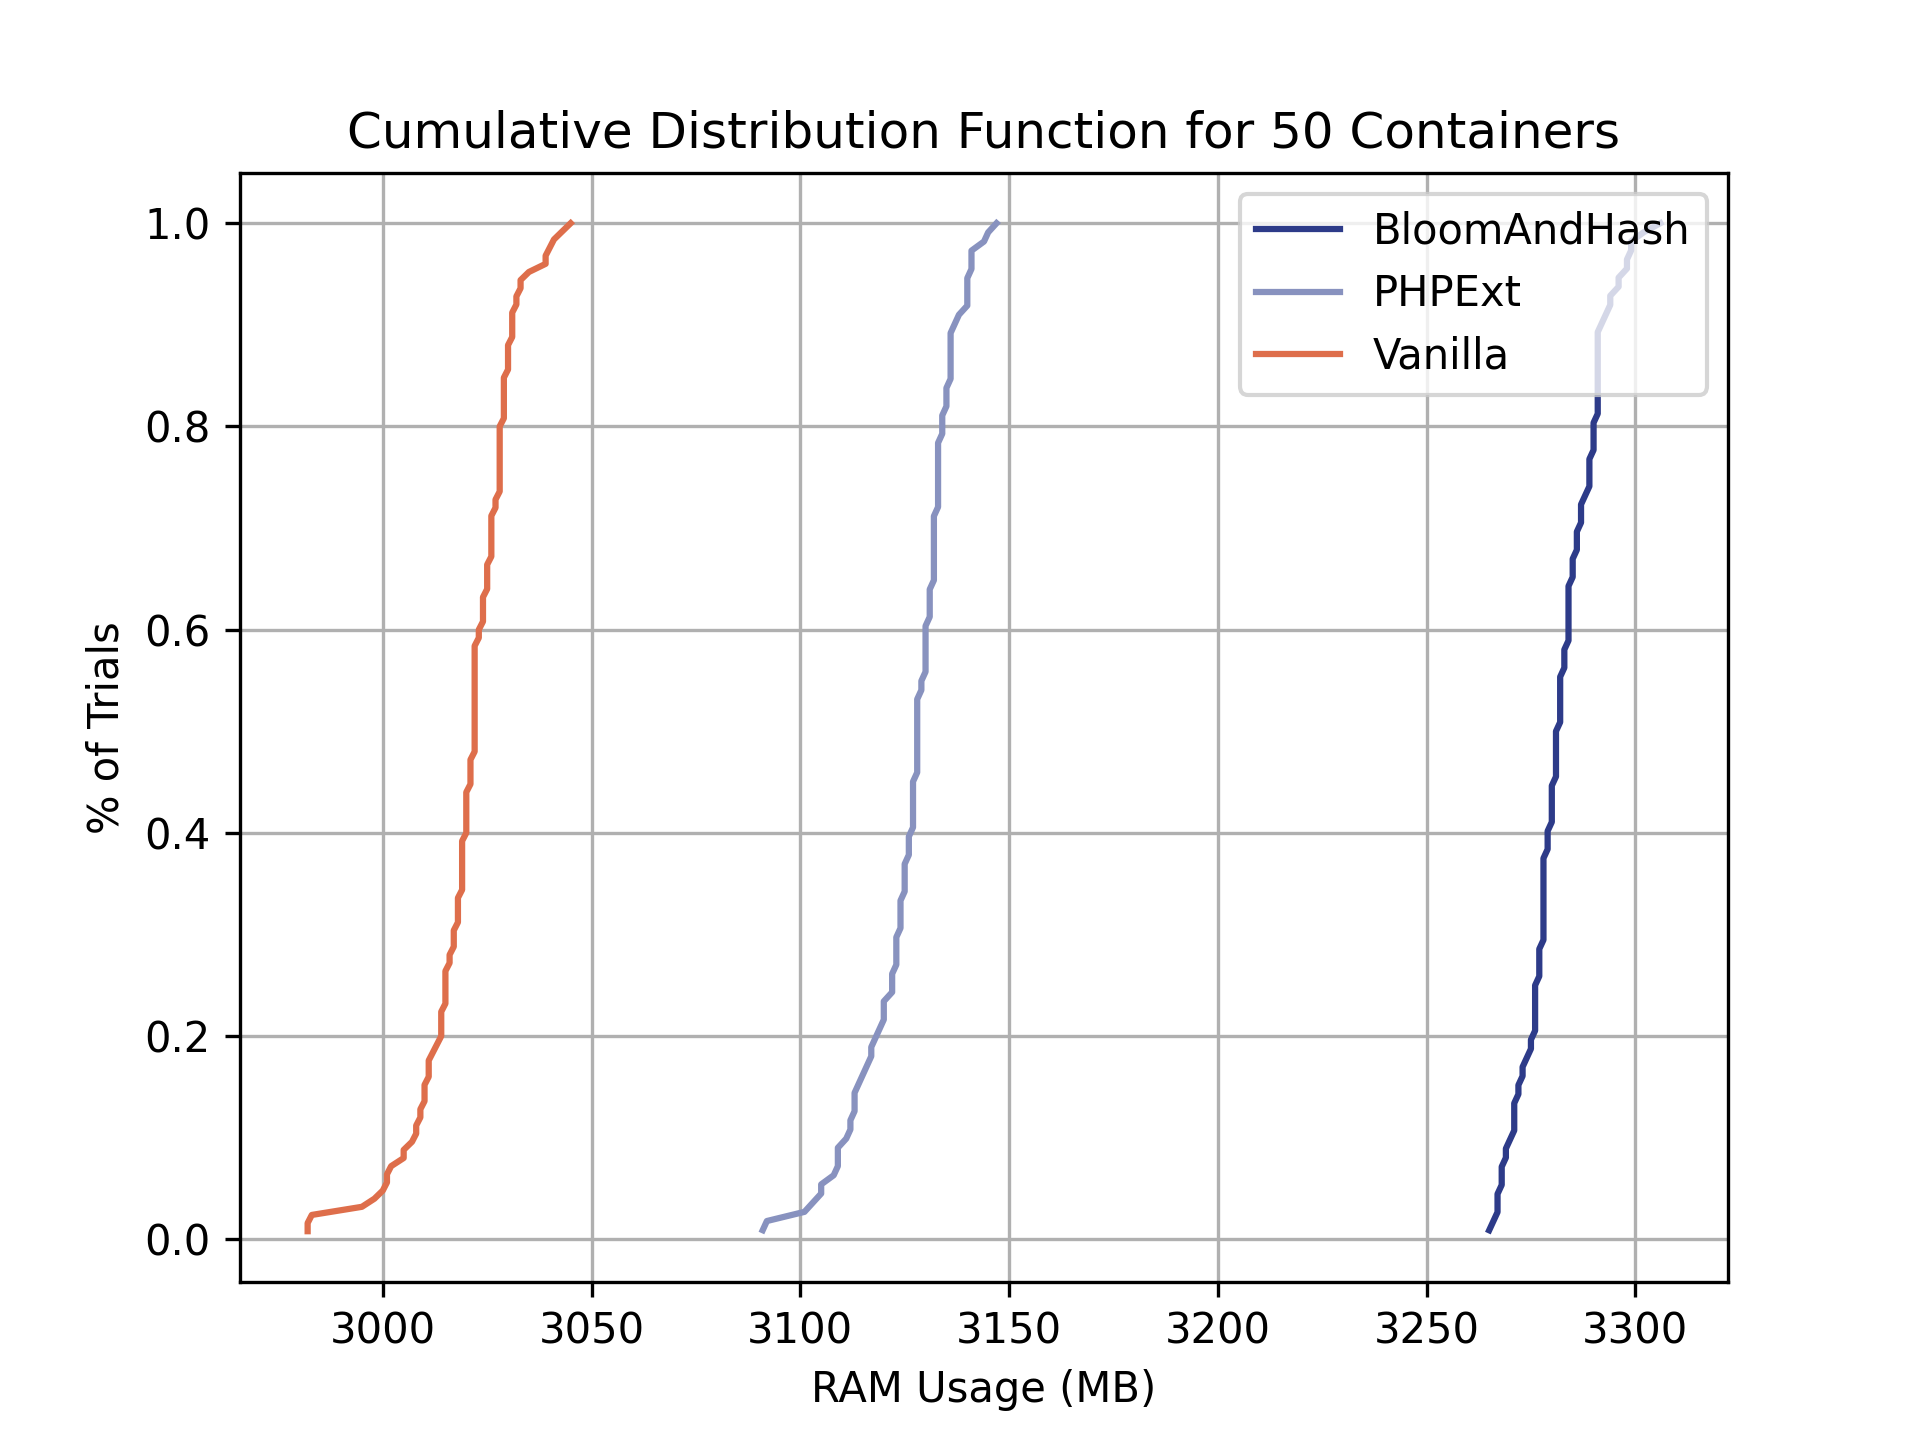 Cumulative Distribution Function for 50 Containers
BloomAndHash
PHPExt
Vanilla
% of Trials
1.0
0.8
0.6
0.4
0.2
0.0
3000 3050 3100 3150 3200 3250 3300
RAM Usage (MB)